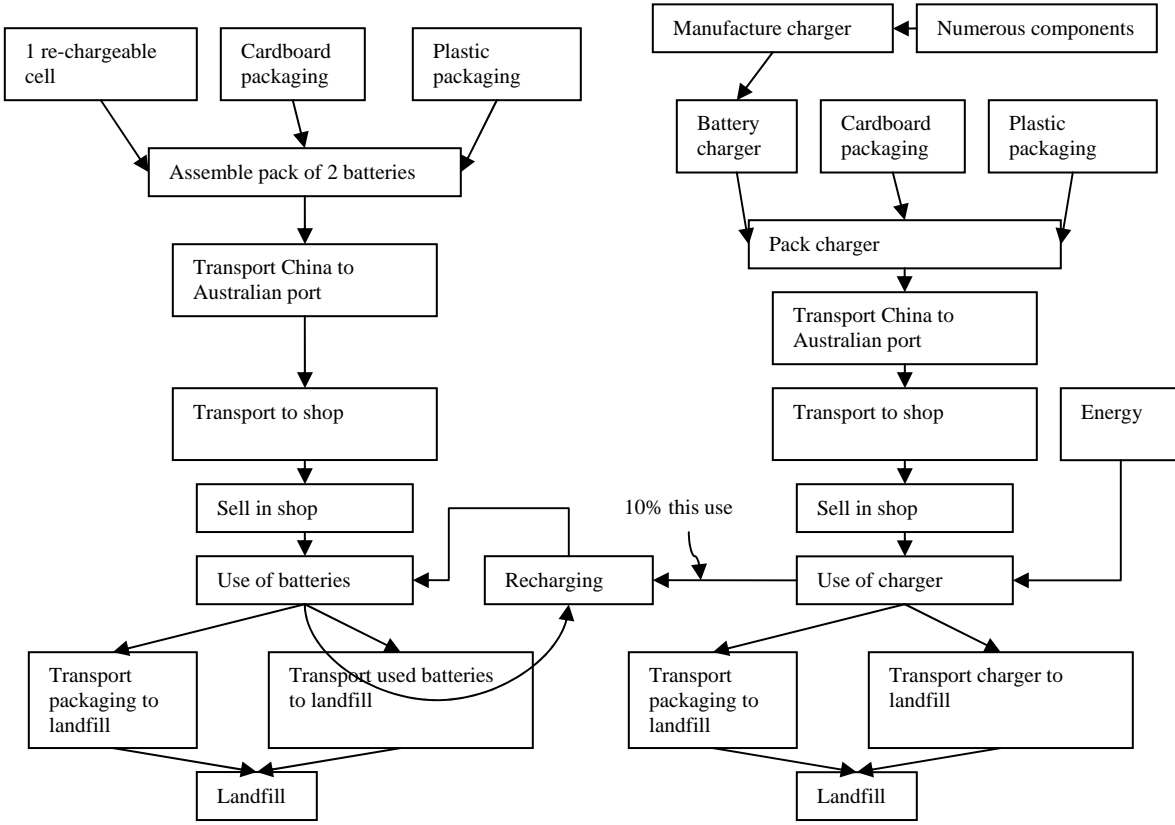 Manufacture charger
Numerous components
1 re-chargeable
cell
Cardboard
packaging
Plastic
packaging
Battery
charger
Cardboard
packaging
Plastic
packaging
Assemble pack of 2 batteries
Pack charger
Transport China to
Australian port
Transport China to
Australian port
Transport to shop
Transport to shop
Energy
Sell in shop
10% this use
Sell in shop
Use of batteries
Recharging
Use of charger
Transport
packaging to
landfill
Transport used batteries
to landfill
Transport
packaging to
landfill
Transport charger to
landfill
Landfill
Landfill